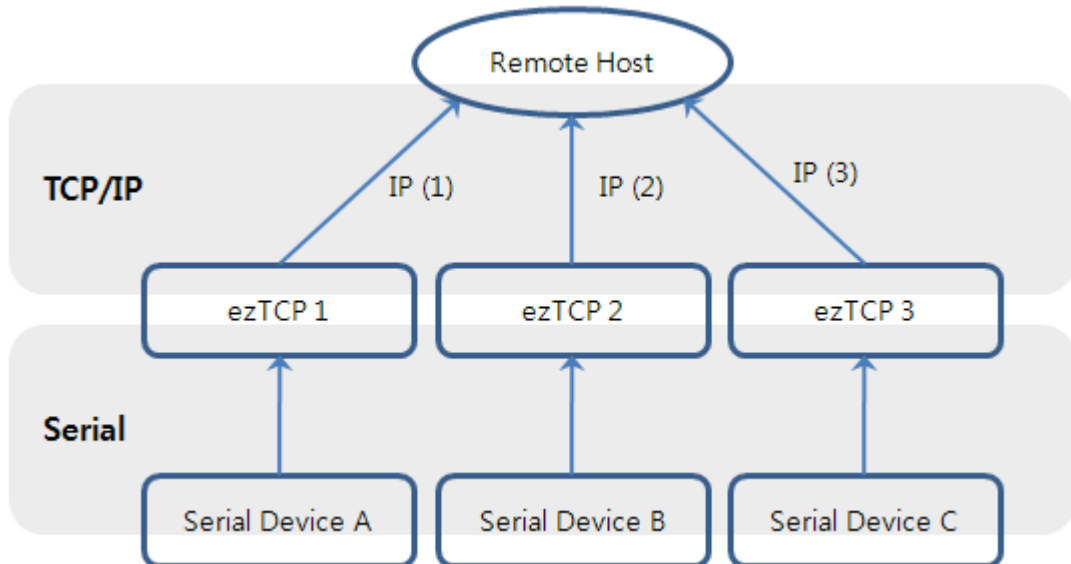 Remote Host
TCP/IP
IP (1)
IP (2)
IP (3)
ezTCP 1
ezTCP 2
ezTCP 3
Serial
Serial Device A
Serial Device B
Serial Device C